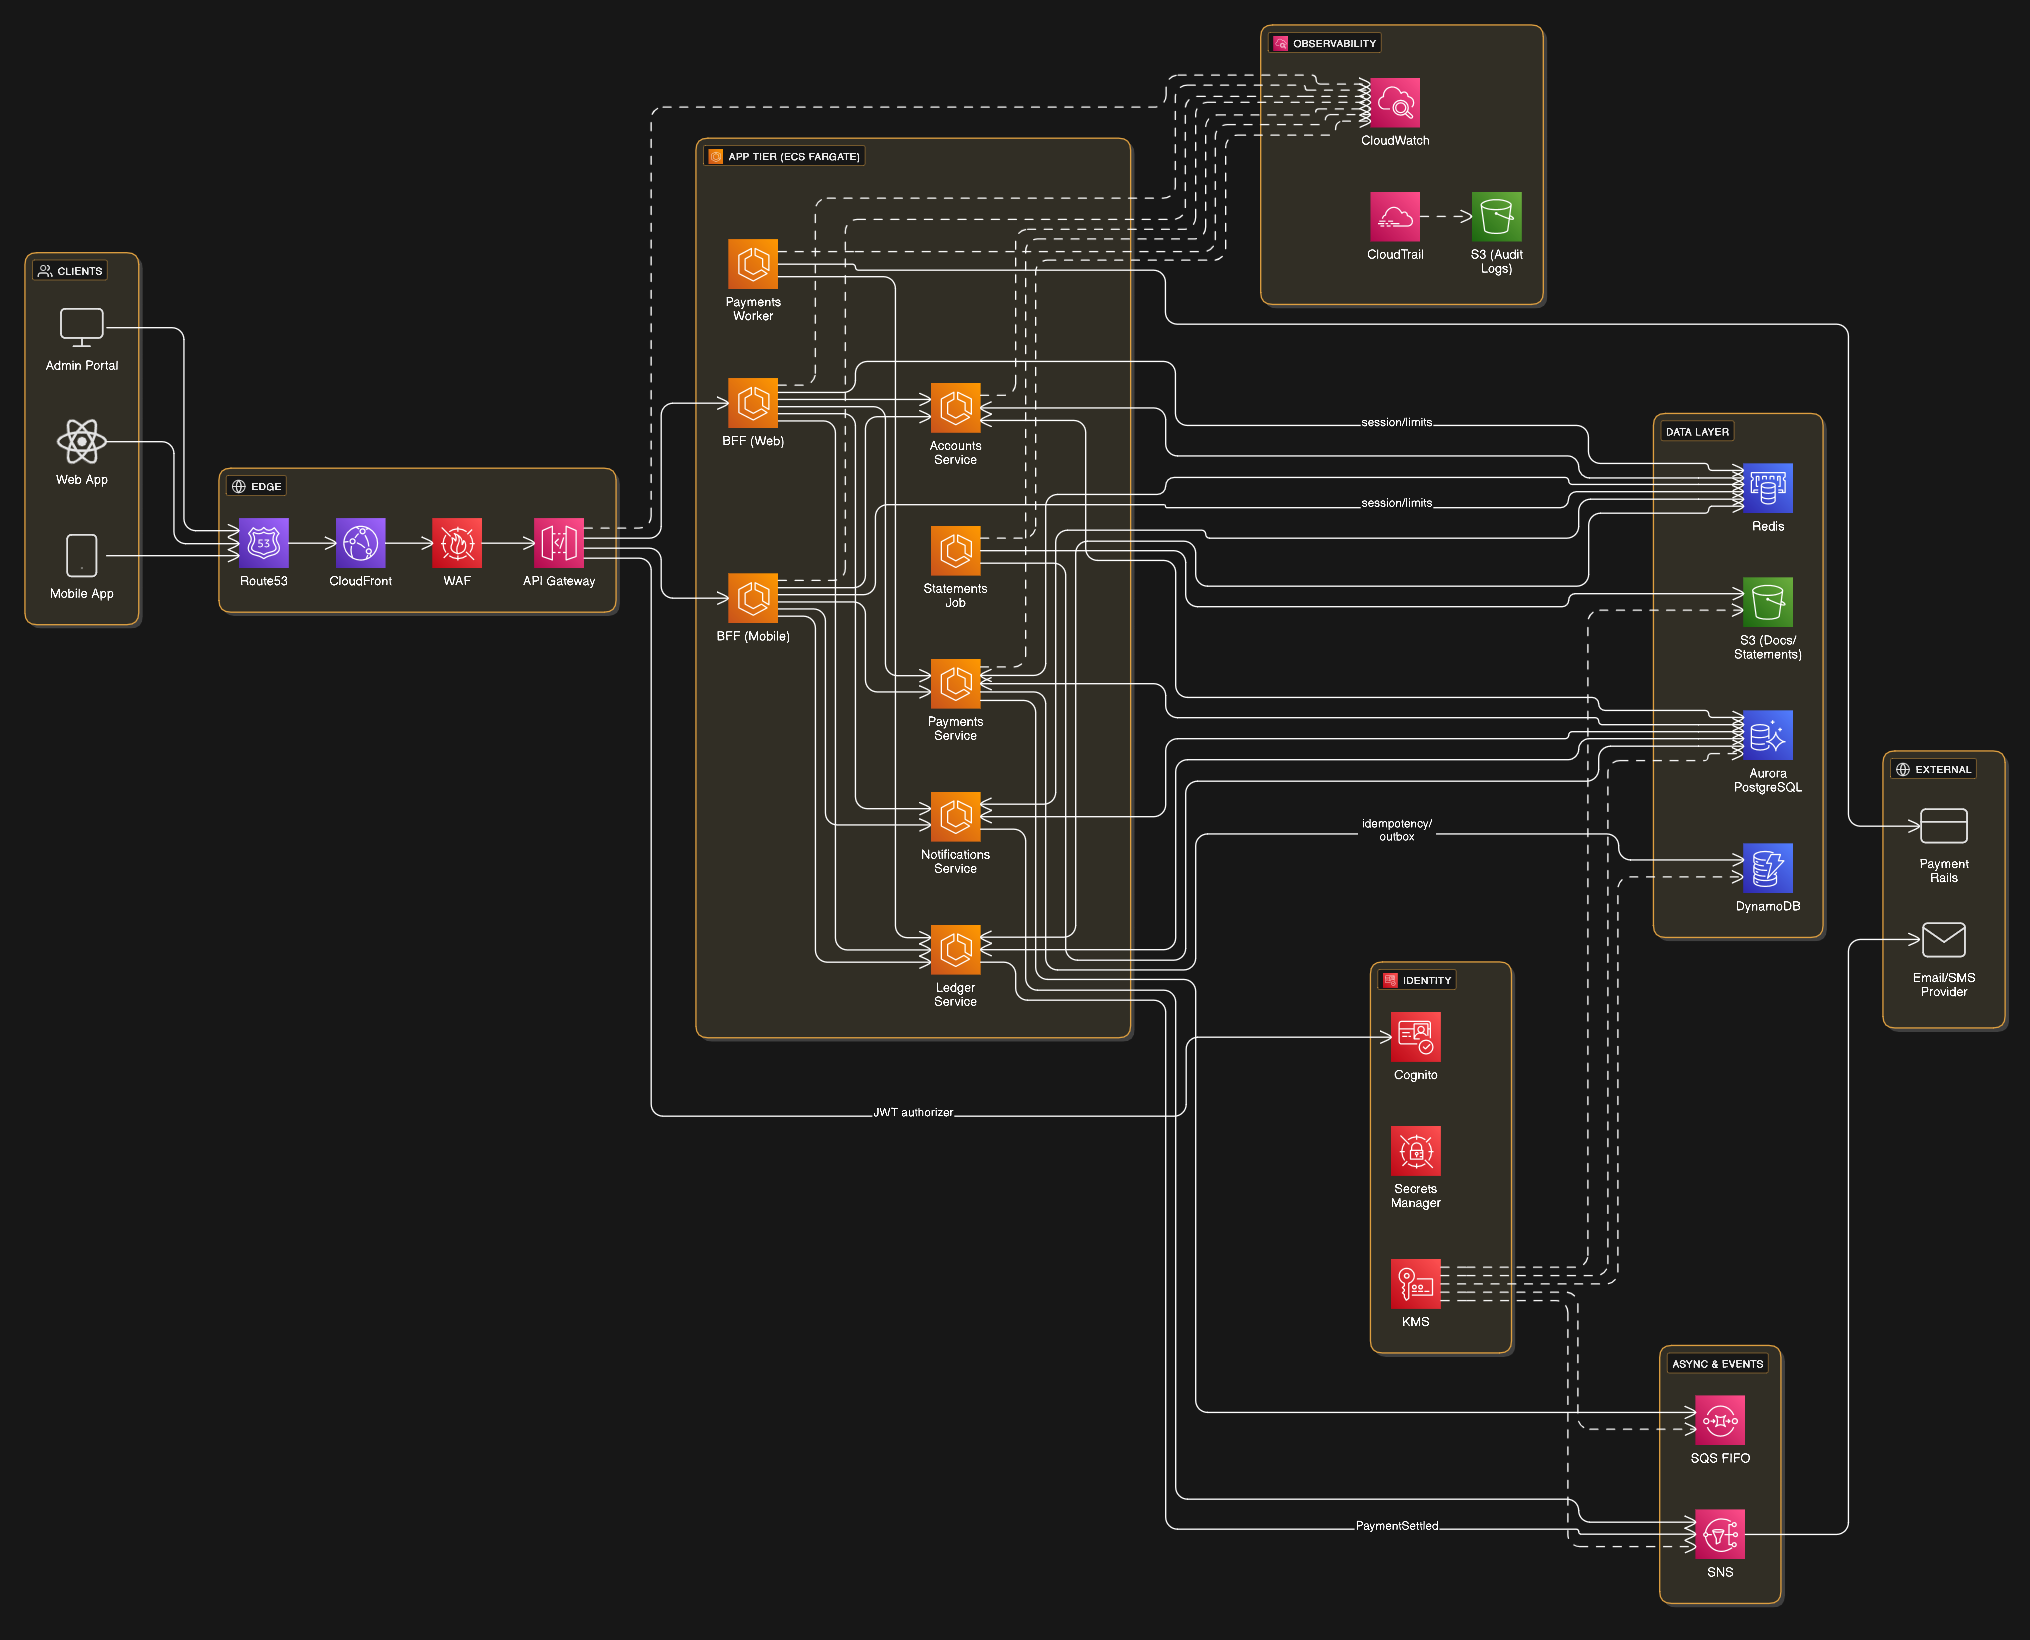 OBSERVABILITY
CloudWatch
CloudTrail
S3 (Audit
Logs)
APP TIER (ECS FARGATE)
Payments
Worker
BFF (Web)
Accounts
Service
Statements
Job
BFF (Mobile)
Payments
Service
Notifications
Service
Ledger
Service
CLIENTS
Admin Portal
Web App
Mobile App
EDGE
53
Route53
CloudFront
WAF
API Gateway
session/limits
session/limits
idempotency/
outbox
JWT authorizer
PaymentSettled
DATA LAYER
Redis
S3 (Docs/
Statements)
Aurora
PostgreSQL
DynamoDB
EXTERNAL
Payment
Rails
Email/SMS
Provider
IDENTITY
Cognito
Secrets
Manager
KMS
ASYNC & EVENTS
SQS FIFO
SNS